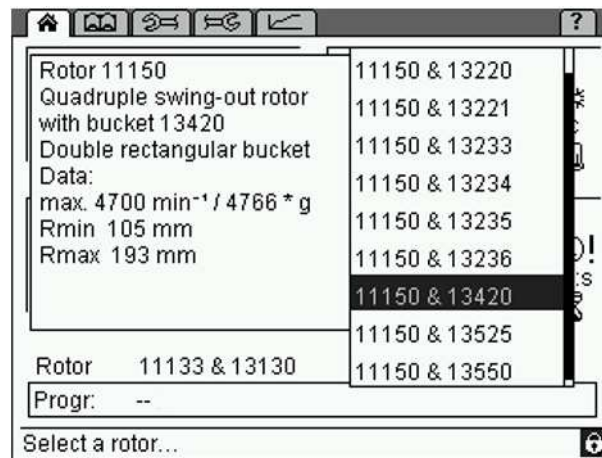 ?
Rotor 11150
Quadruple swing-out rotor
with bucket 13420
Double rectangular bucket
Data:
max. 4700 min⁻¹ / 4766 * g
Rmin 105 mm
Rmax 193 mm
11150 & 13220
11150 & 13221
11150 & 13233
11150 & 13234
11150 & 13235
11150 & 13236
11150 & 13420
11150 & 13525
11150 & 13550
Rotor 11133 & 13130
Progr: --
Select a rotor...